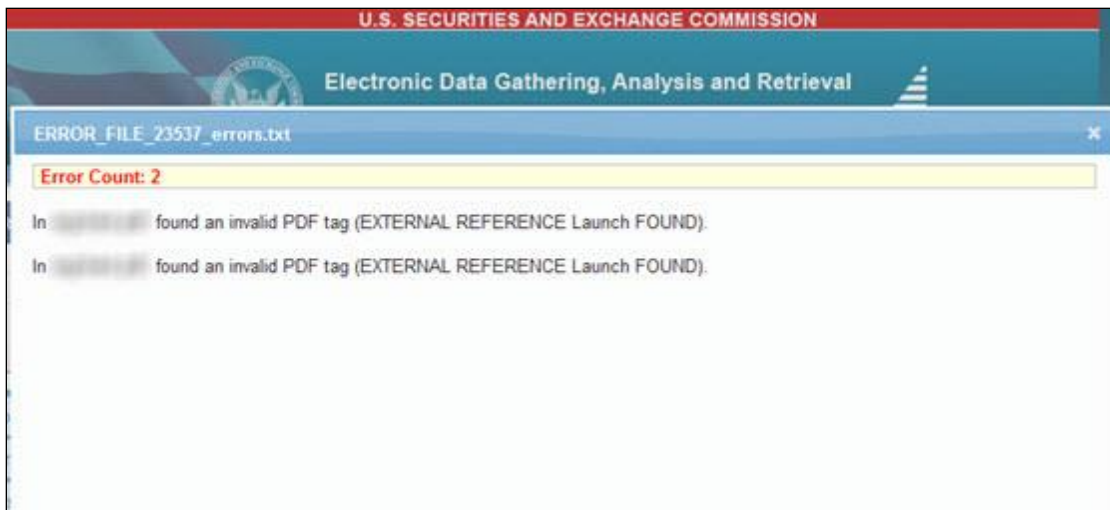 U.S. SECURITIES AND EXCHANGE COMMISSION
Electronic Data Gathering, Analysis and Retrieval
ERROR_FILE_23537_errors.txt
Error Count: 2
In found an invalid PDF tag (EXTERNAL REFERENCE Launch FOUND).
In found an invalid PDF tag (EXTERNAL REFERENCE Launch FOUND).